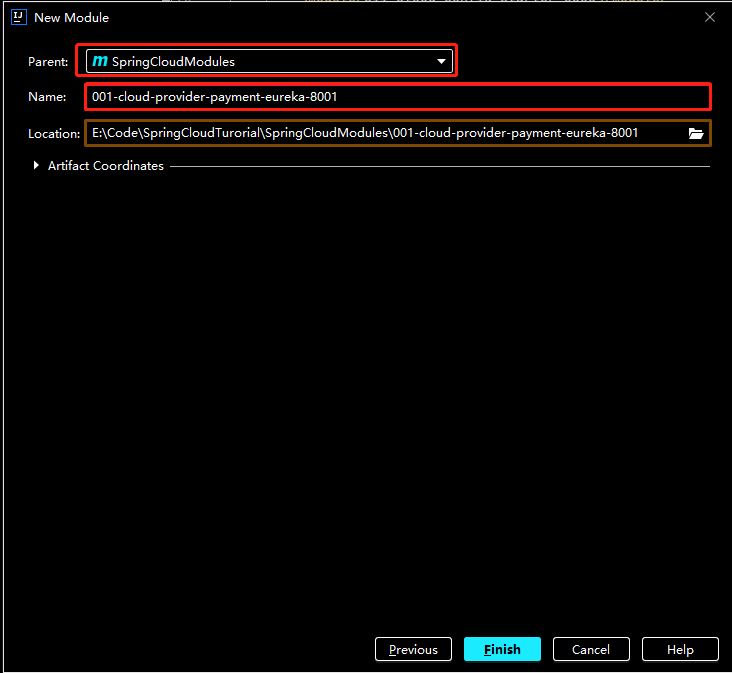 New Module
Parent: m SpringCloudModules
Name: 001-cloud-provider-payment-eureka-8001
Location: E:\Code\SpringCloudTurorial\SpringCloudModules\001-cloud-provider-payment-eureka-8001
Artifact Coordinates
Previous Finish Cancel Help